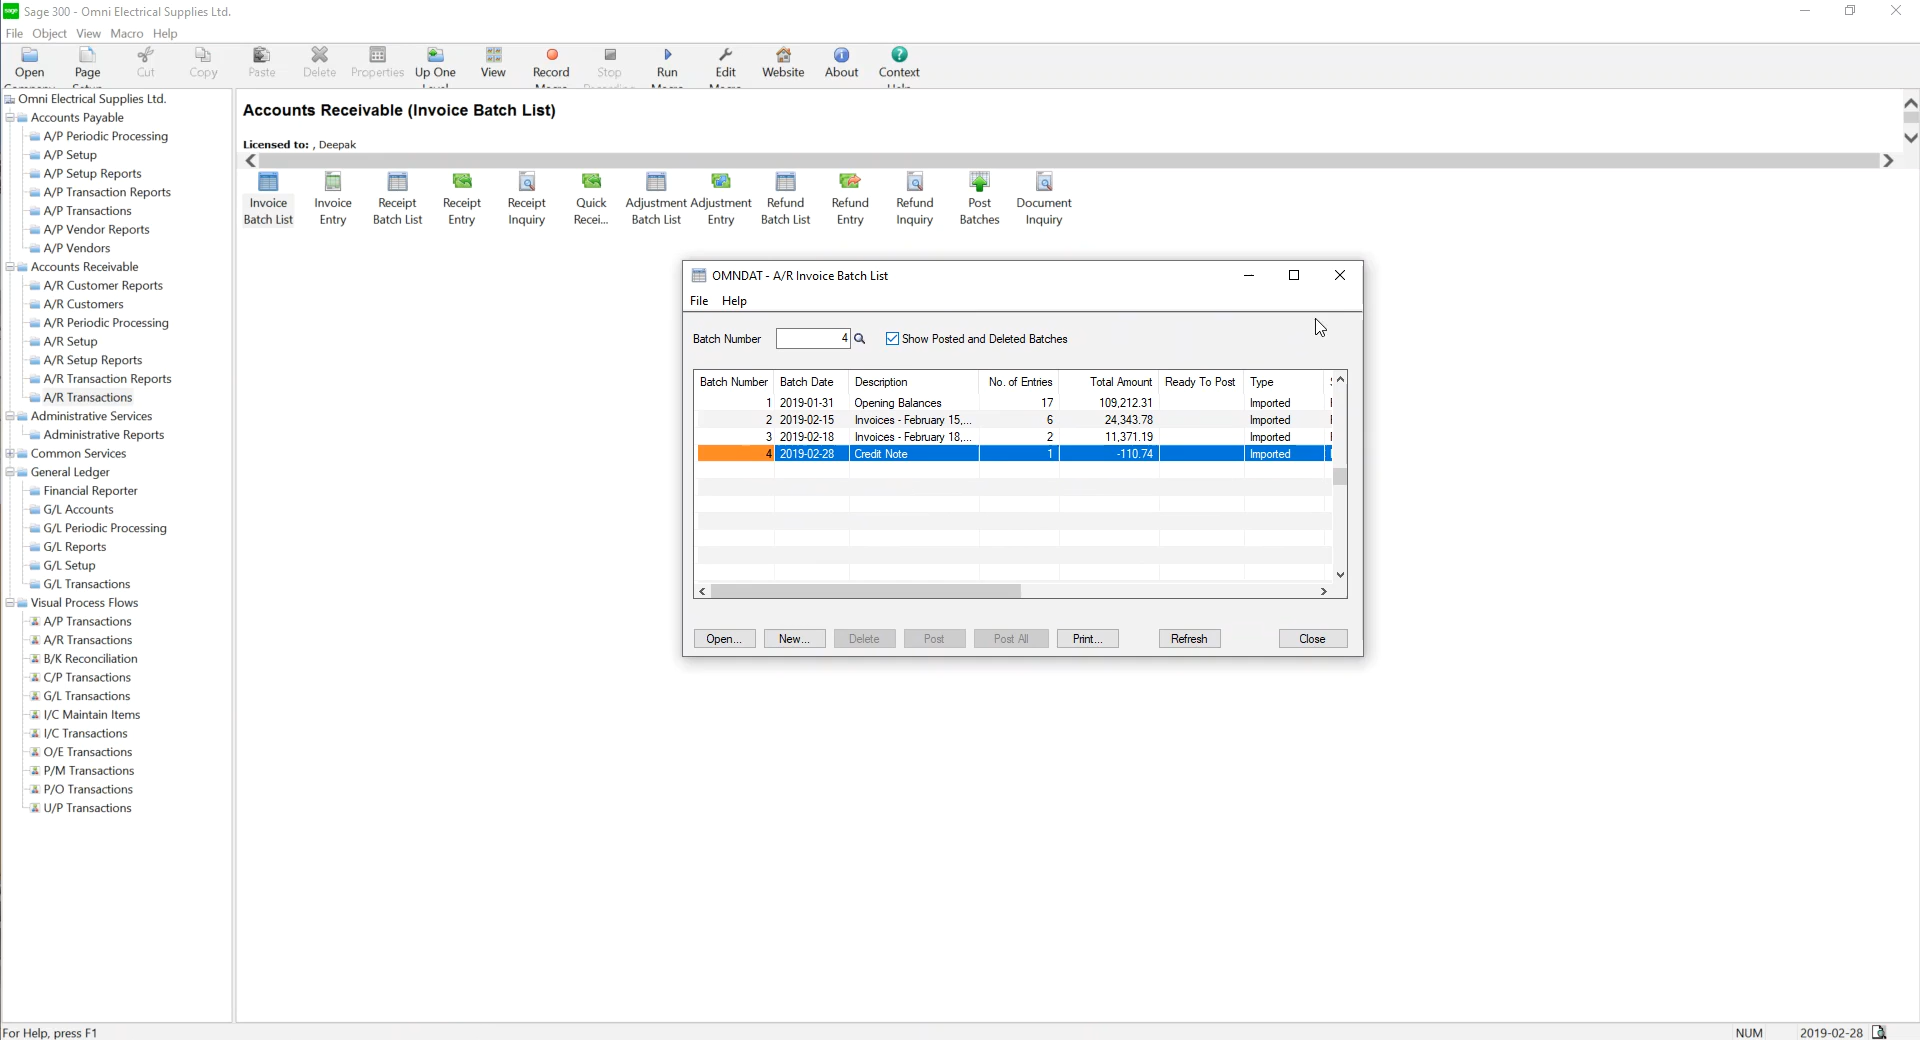 Sage 300 - Omni Electrical Supplies Ltd.
File Object View Macro Help
Open Page Cut Copy Paste Delete Properties Up One View Record Stop Run Edit Website About Context
Omni Electrical Supplies Ltd.
Accounts Payable
A/P Periodic Processing
A/P Setup
A/P Setup Reports
A/P Transaction Reports
A/P Transactions
A/P Vendor Reports
A/P Vendors
Accounts Receivable
A/R Customer Reports
A/R Customers
A/R Periodic Processing
A/R Setup
A/R Setup Reports
A/R Transaction Reports
A/R Transactions
Administrative Services
Administrative Reports
Common Services
General Ledger
Financial Reporter
G/L Accounts
G/L Periodic Processing
G/L Reports
G/L Setup
G/L Transactions
Visual Process Flows
A/P Transactions
A/R Transactions
B/K Reconciliation
C/P Transactions
G/L Transactions
I/C Maintain Items
I/C Transactions
O/E Transactions
P/M Transactions
P/O Transactions
U/P Transactions
Accounts Receivable (Invoice Batch List)
Licensed to: , Deepak
Invoice Invoice Receipt Receipt Receipt Quick Adjustment Adjustment Refund Refund Refund Post Document
Batch List Entry Batch List Entry Inquiry Recei... Batch List Entry Batch List Entry Inquiry Batches Inquiry
OMNDAT - A/R Invoice Batch List
File Help
Batch Number 4 Show Posted and Deleted Batches
Batch Number Batch Date Description No. of Entries Total Amount Ready To Post Type
1 2019-01-31 Opening Balances 17 109,212.31 Imported
2 2019-02-15 Invoices - February 15,... 6 24,343.78 Imported
3 2019-02-18 Invoices - February 18,... 2 11,371.19 Imported
4 2019-02-28 Credit Note 1 -110.74 Imported
Open... New... Delete Post Post All Print... Refresh Close
For Help, press F1 NUM 2019-02-28